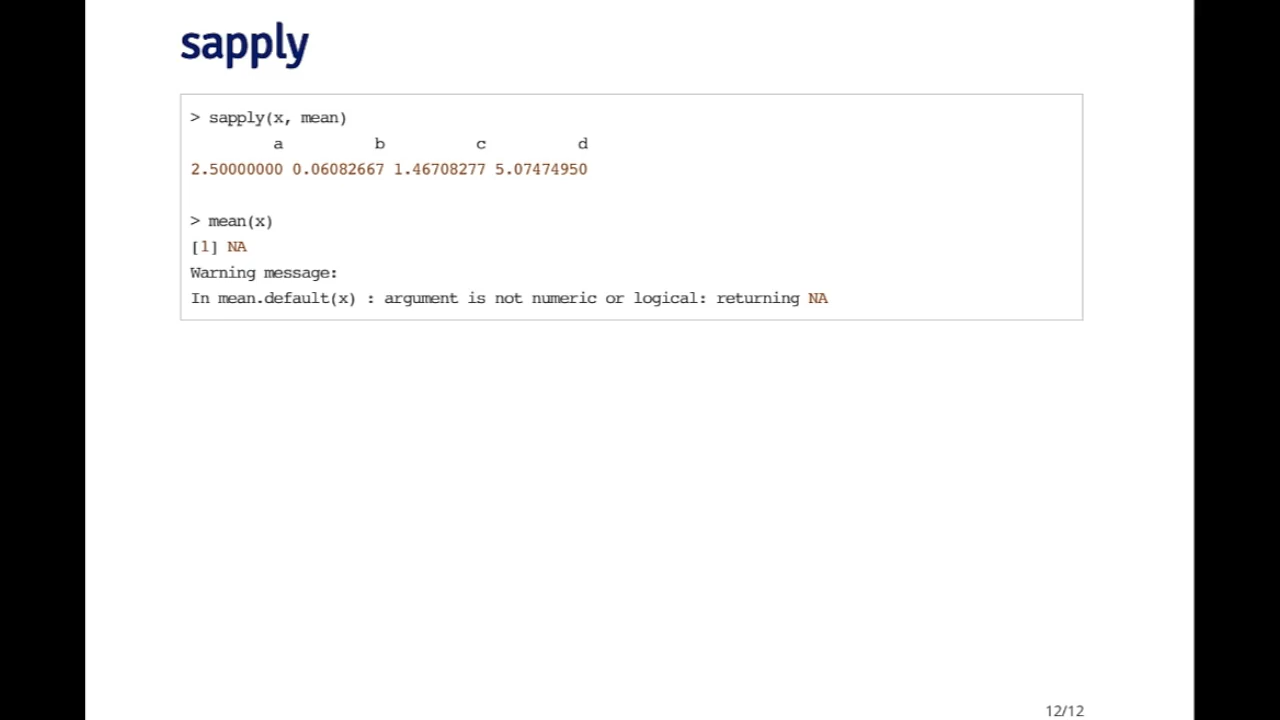 sapply
> sapply(x, mean)
a b c d
2.50000000 0.06082667 1.46708277 5.07474950
> mean(x)
[1] NA
Warning message:
In mean.default(x) : argument is not numeric or logical: returning NA
12/12